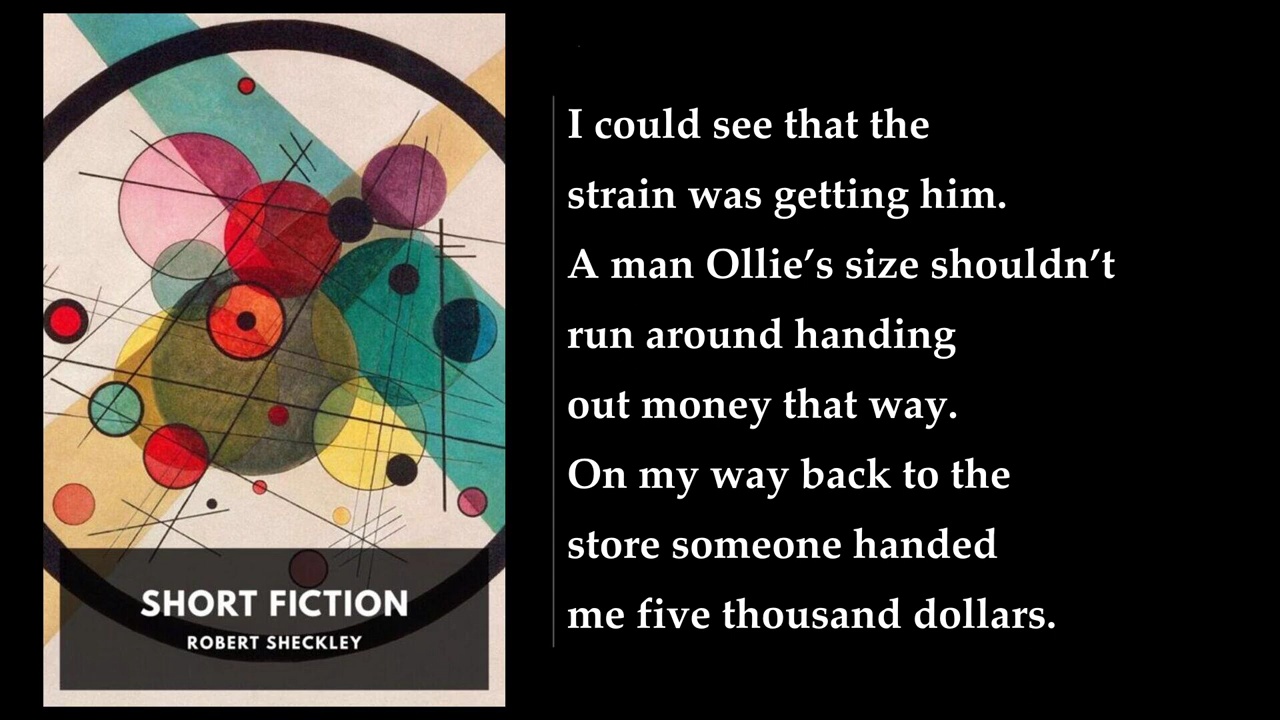 SHORT FICTION
ROBERT SHECKLEY
I could see that the
strain was getting him.
A man Ollie’s size shouldn’t
run around handing
out money that way.
On my way back to the
store someone handed
me five thousand dollars.